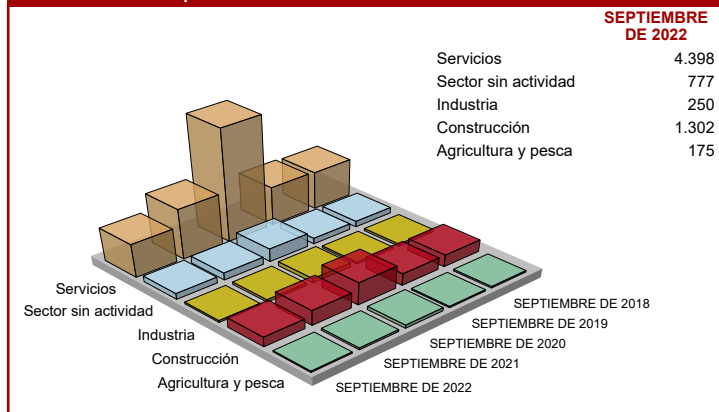 SEPTIEMBRE
DE 2022
Servicios 4.398
Sector sin actividad 777
Industria 250
Construcción 1.302
Agricultura y pesca 175
Servicios
Sector sin actividad
Industria
Construcción
Agricultura y pesca
SEPTIEMBRE DE 2018
SEPTIEMBRE DE 2019
SEPTIEMBRE DE 2020
SEPTIEMBRE DE 2021
SEPTIEMBRE DE 2022